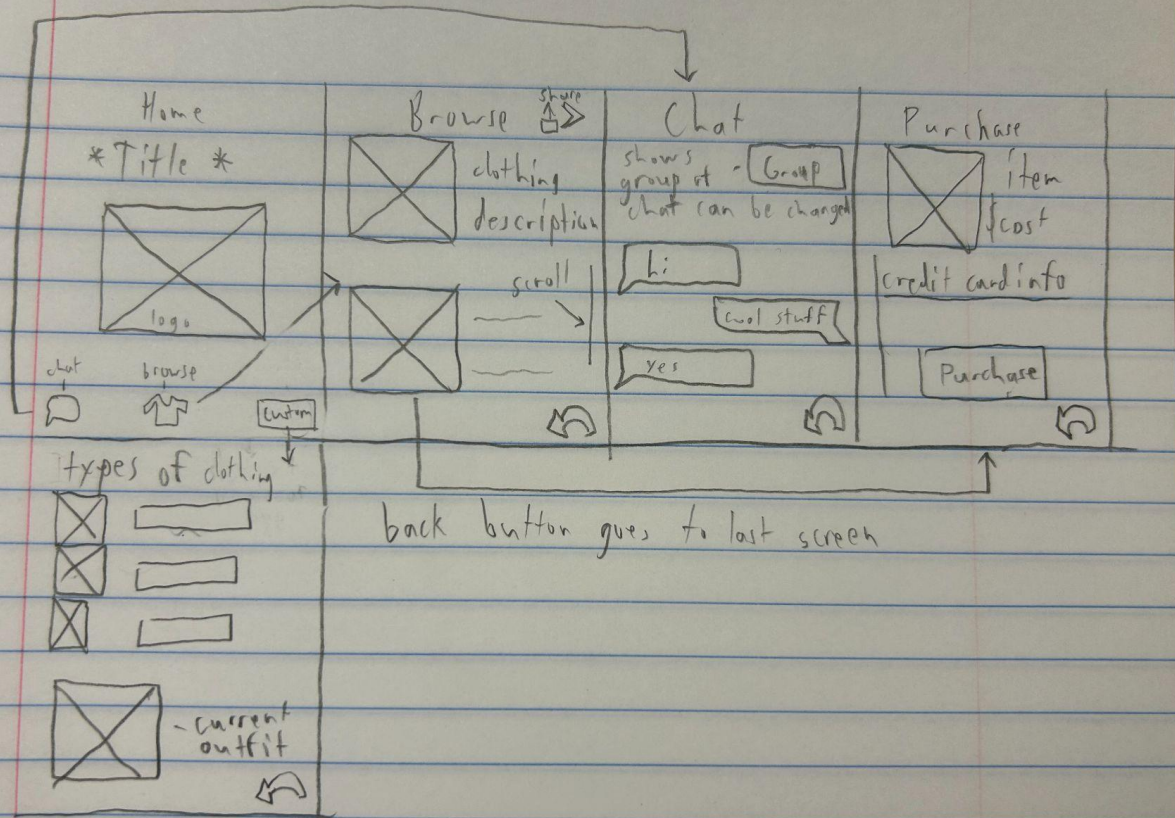 Home
* Title *
logo
chat
browse
custom
Browse
share
clothing
description
scroll
Chat
shows
group
chat can be changed
Group
hi
cool stuff
yes
Purchase
item
cost
credit card info
Purchase
types of clothing
current
outfit
back button goes to last screen